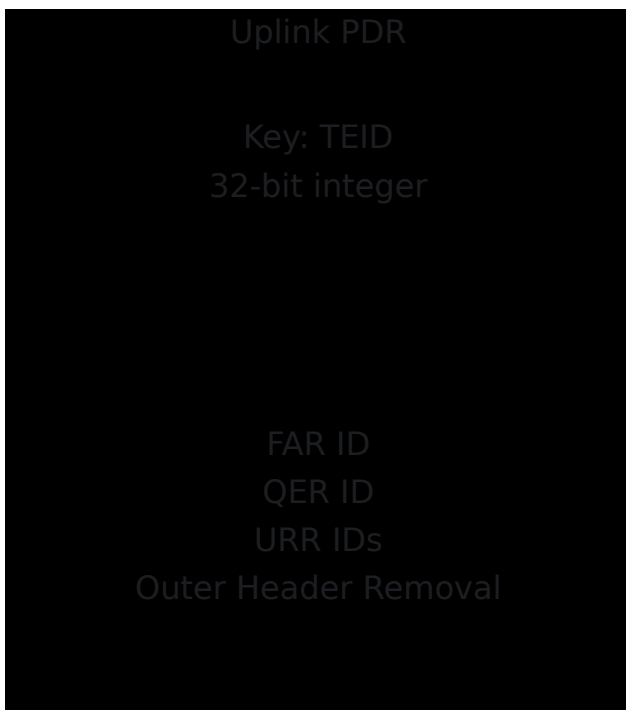 Uplink PDR
Key: TEID
32-bit integer
FAR ID
QER ID
URR IDs
Outer Header Removal